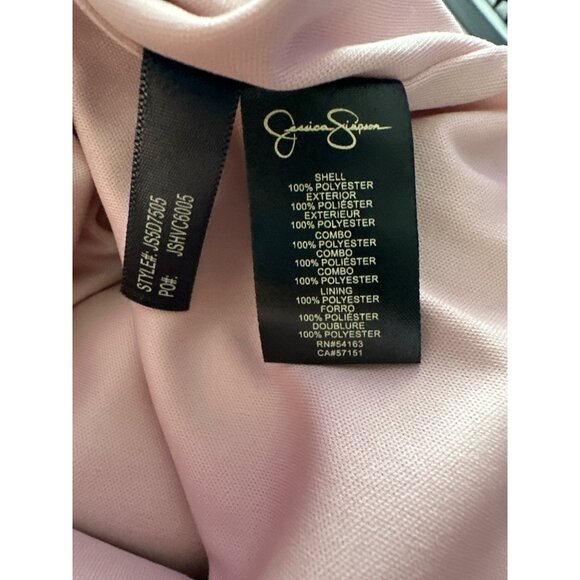 STYLE#: JS5D7505
PO#: JSHVC6005
Jessica Simpson
SHELL
100% POLYESTER
EXTERIOR
100% POLIÉSTER
EXTERIEUR
100% POLYESTER
COMBO
100% POLYESTER
COMBO
100% POLIÉSTER
COMBO
100% POLYESTER
LINING
100% POLYESTER
FORRO
100% POLIÉSTER
DOUBLURE
100% POLYESTER
RN#54163
CA#57151